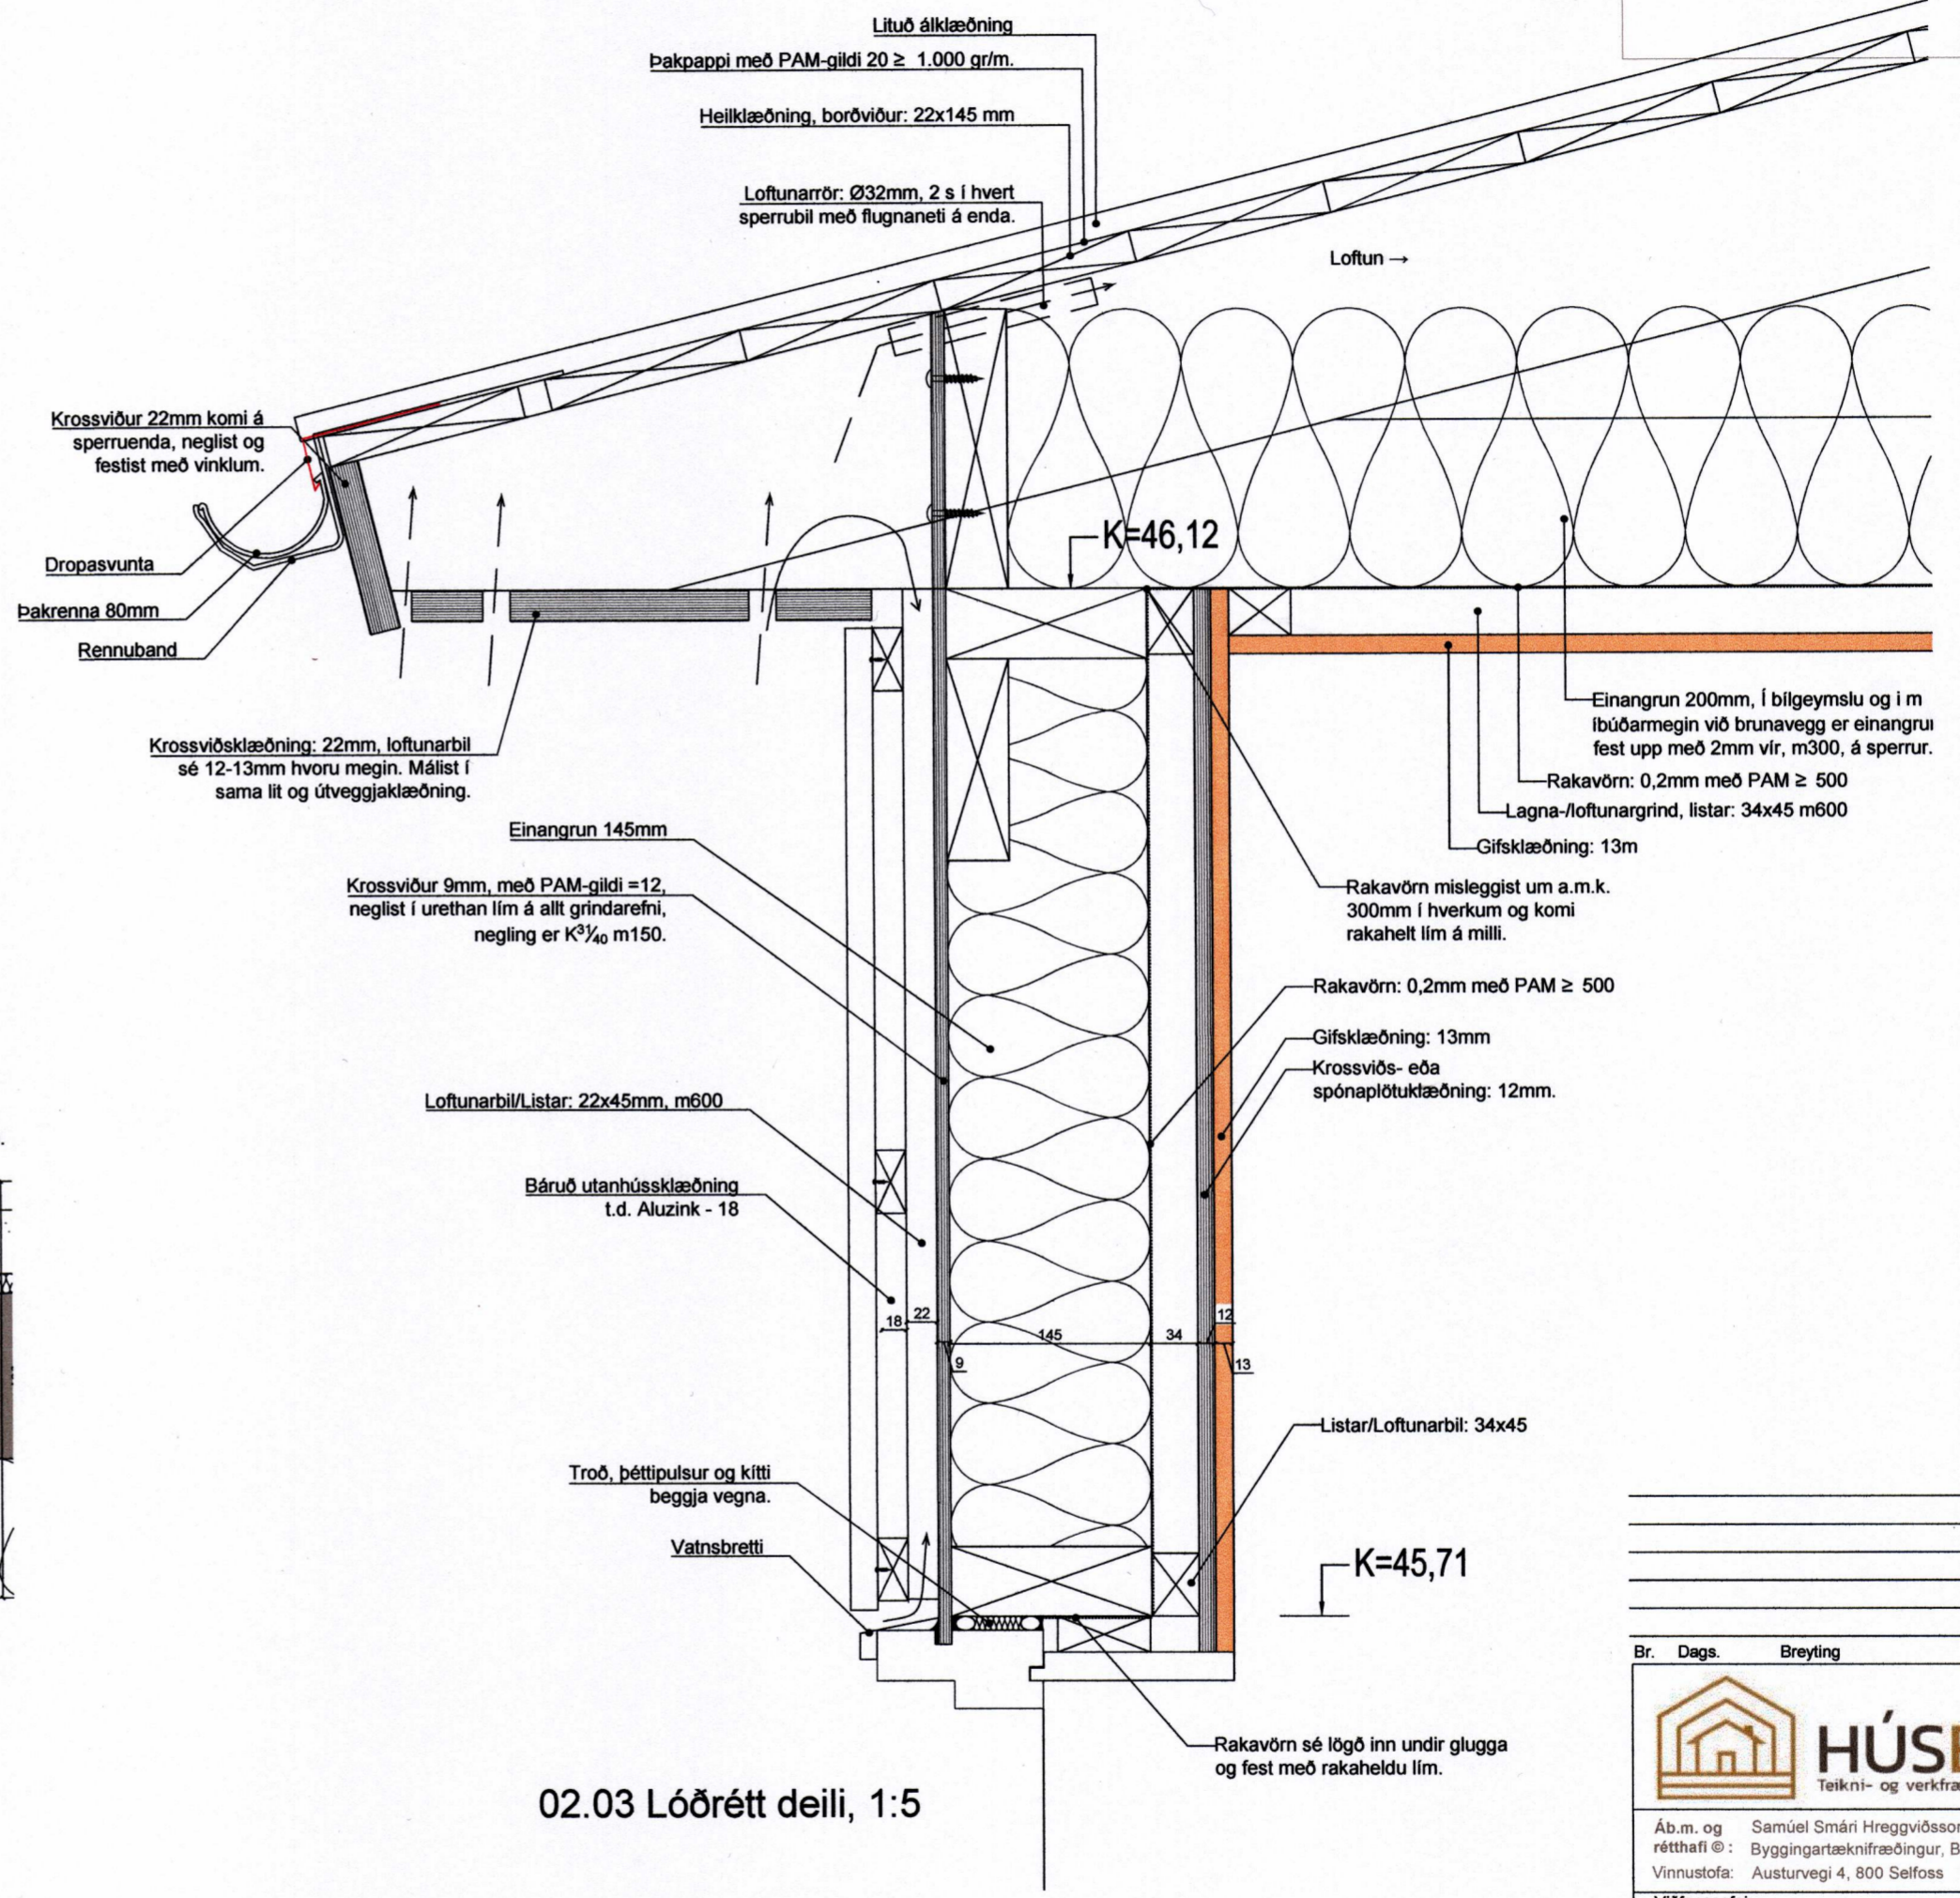 Lituð álklæðning
Þakpappi með PAM-gildi 20 ≥ 1.000 gr/m.
Heilklæðning, borðviður: 22x145 mm
Loftunarrör: Ø32mm, 2 s í hvert
sperrubil með flugnaneti á enda.
Loftun →
Krossviður 22mm komi á
sperruenda, neglist og
festist með vinklum.
Dropasvunta
Þakrenna 80mm
Rennuband
K=46,12
Krossviðsklæðning: 22mm, loftunarbil
sé 12-13mm hvoru megin. Málist í
sama lit og útveggjaklæðning.
Einangrun 200mm, Í bílgeymslu og i m
íbúðarmegin við brunavegg er einangru
fest upp með 2mm vír, m300, á sperrur.
Rakavörn: 0,2mm með PAM ≥ 500
Lagna-/loftunargrind, listar: 34x45 m600
Gifsklæðning: 13m
Einangrun 145mm
Krossviður 9mm, með PAM-gildi =12,
neglist í urethan lím á allt grindarefni,
negling er K31/40 m150.
Rakavörn misleggist um a.m.k.
300mm í hverkum og komi
rakahelt lím á milli.
Rakavörn: 0,2mm með PAM ≥ 500
Gifsklæðning: 13mm
Krossviðs- eða
spónaplötuklæðning: 12mm.
Loftunarbil/Listar: 22x45mm, m600
Báruð utanhússklæðning
t.d. Aluzink - 18
18 22 9 145 34 12 13
Listar/Loftunarbil: 34x45
Troð, þéttipulsur og kítti
beggja vegna.
Vatnsbretti
K=45,71
Rakavörn sé lögð inn undir glugga
og fest með rakaheldu lím.
02.03 Lóðrétt deili, 1:5
Br. Dags. Breyting
HÚS
Teikni- og verkfræ
Áb.m. og Samúel Smári Hreggviðsson
rétthafi © : Byggingartæknifræðingur, B
Vinnustofa: Austurvegi 4, 800 Selfoss